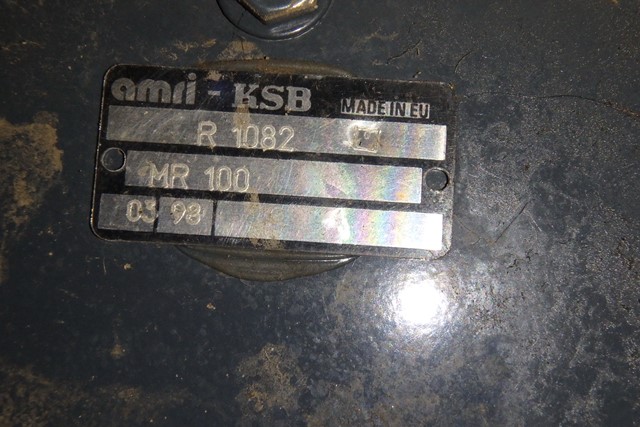 amri - KSB MADE IN EU
R 1082
MR 100
03 98